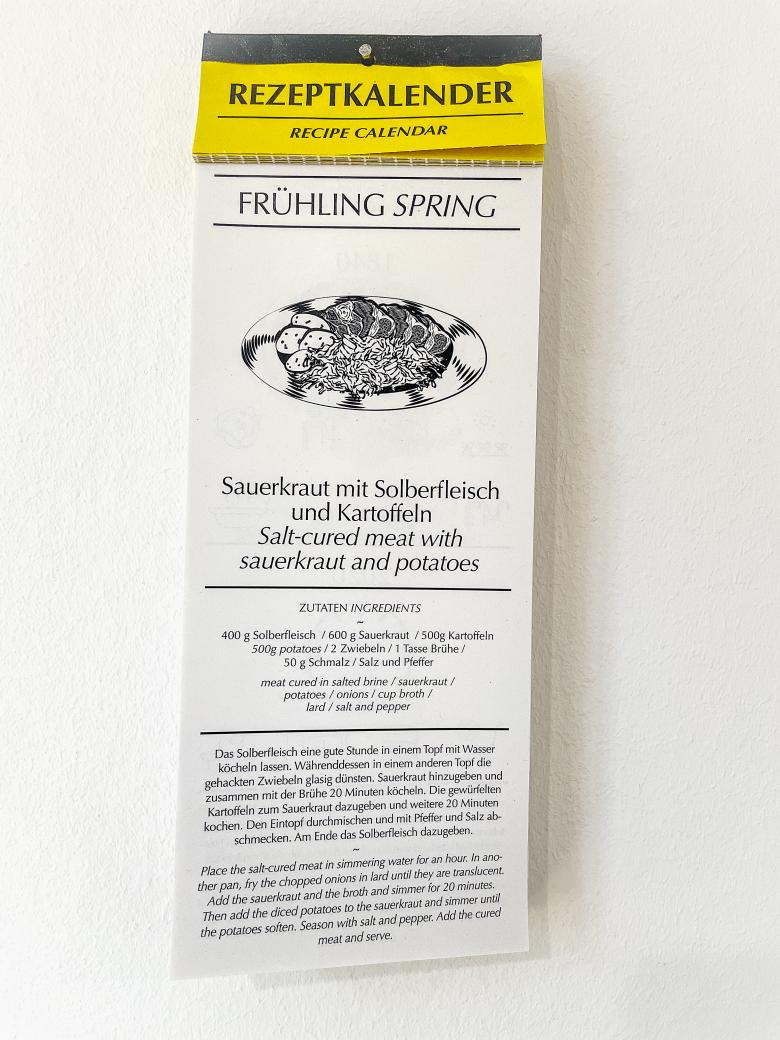 REZEPTKALENDER
RECIPE CALENDAR
FRÜHLING SPRING
Sauerkraut mit Solberfleisch
und Kartoffeln
Salt-cured meat with
sauerkraut and potatoes
ZUTATEN INGREDIENTS
~
400 g Solberfleisch / 600 g Sauerkraut / 500g Kartoffeln
500g potatoes / 2 Zwiebeln / 1 Tasse Brühe /
50 g Schmalz / Salz und Pfeffer
meat cured in salted brine / sauerkraut /
potatoes / onions / cup broth /
lard / salt and pepper
Das Solberfleisch eine gute Stunde in einem Topf mit Wasser
köcheln lassen. Währenddessen in einem anderen Topf die
gehackten Zwiebeln glasig dünsten. Sauerkraut hinzugeben und
zusammen mit der Brühe 20 Minuten köcheln. Die gewürfelten
Kartoffeln zum Sauerkraut dazugeben und weitere 20 Minuten
kochen. Den Eintopf durchmischen und mit Pfeffer und Salz ab-
schmecken. Am Ende das Solberfleisch dazugeben.
~
Place the salt-cured meat in simmering water for an hour. In ano-
ther pan, fry the chopped onions in lard until they are translucent.
Add the sauerkraut and the broth and simmer for 20 minutes.
Then add the diced potatoes to the sauerkraut and simmer until
the potatoes soften. Season with salt and pepper. Add the cured
meat and serve.